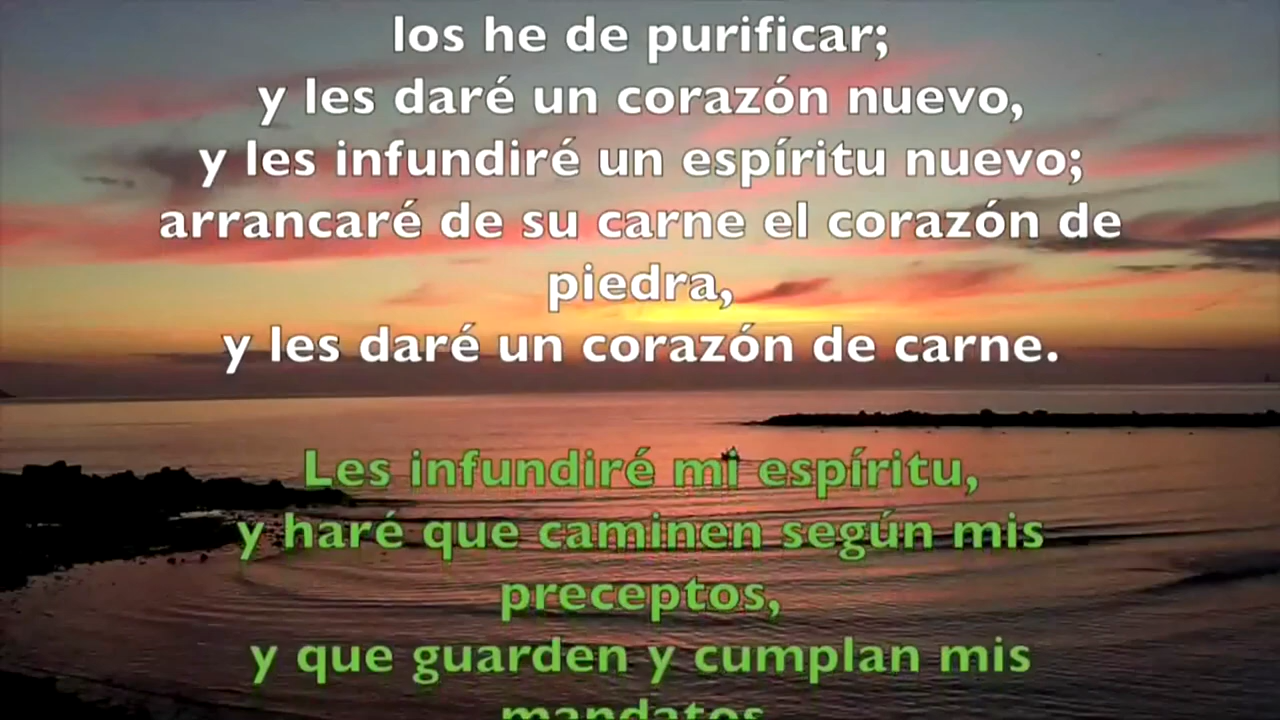 los he de purificar;
y les daré un corazón nuevo,
y les infundiré un espíritu nuevo;
arrancaré de su carne el corazón de
piedra,
y les daré un corazón de carne.
Les infundiré mi espíritu,
y haré que caminen según mis
preceptos,
y que guarden y cumplan mis
mandatos